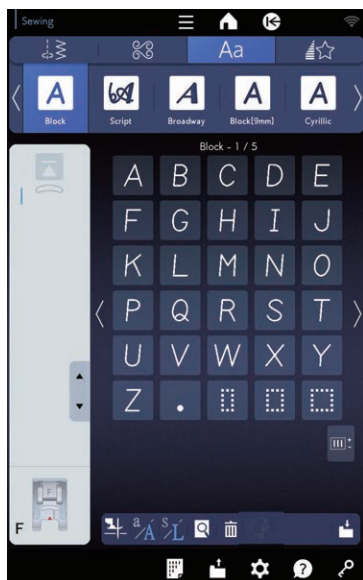 Sewing
Aa
A A A A A
Block Script Broadway Block(9mm) Cyrillic
Block - 1 / 5
A B C D E
F G H I J
K L M N O
P Q R S T
U V W X Y
Z .
F
a/A S/L
?